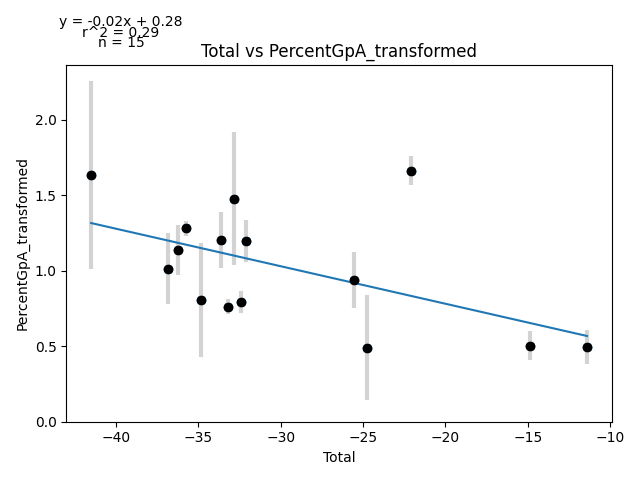 y = -0.02x + 0.28
r^2 = 0.29
n = 15
Total vs PercentGpA_transformed
PercentGpA_transformed
2.0
1.5
1.0
0.5
0.0
−40 −35 −30 −25 −20 −15 −10
Total